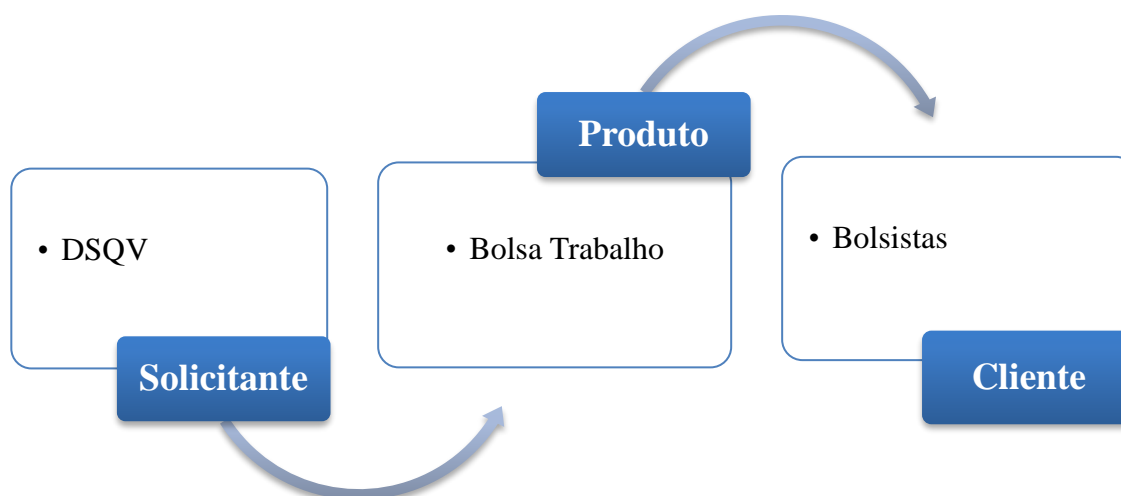 • DSQV
Solicitante
Produto
• Bolsa Trabalho
• Bolsistas
Cliente